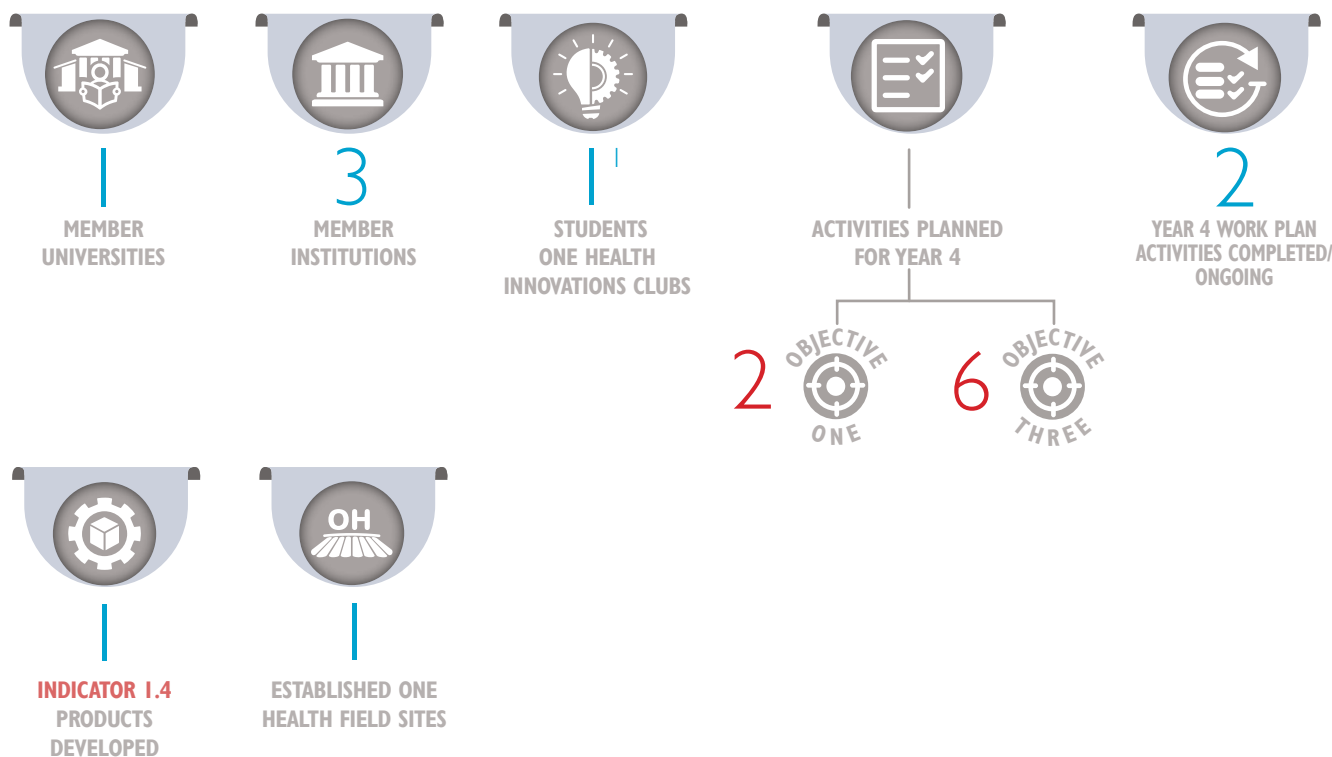 1
MEMBER
UNIVERSITIES
3
MEMBER
INSTITUTIONS
1¹
STUDENTS
ONE HEALTH
INNOVATIONS CLUBS
ACTIVITIES PLANNED
FOR YEAR 4
2
OBJECTIVE
ONE
6
OBJECTIVE
THREE
2
YEAR 4 WORK PLAN
ACTIVITIES COMPLETED/
ONGOING
1
INDICATOR 1.4
PRODUCTS
DEVELOPED
OH
1
ESTABLISHED ONE
HEALTH FIELD SITES